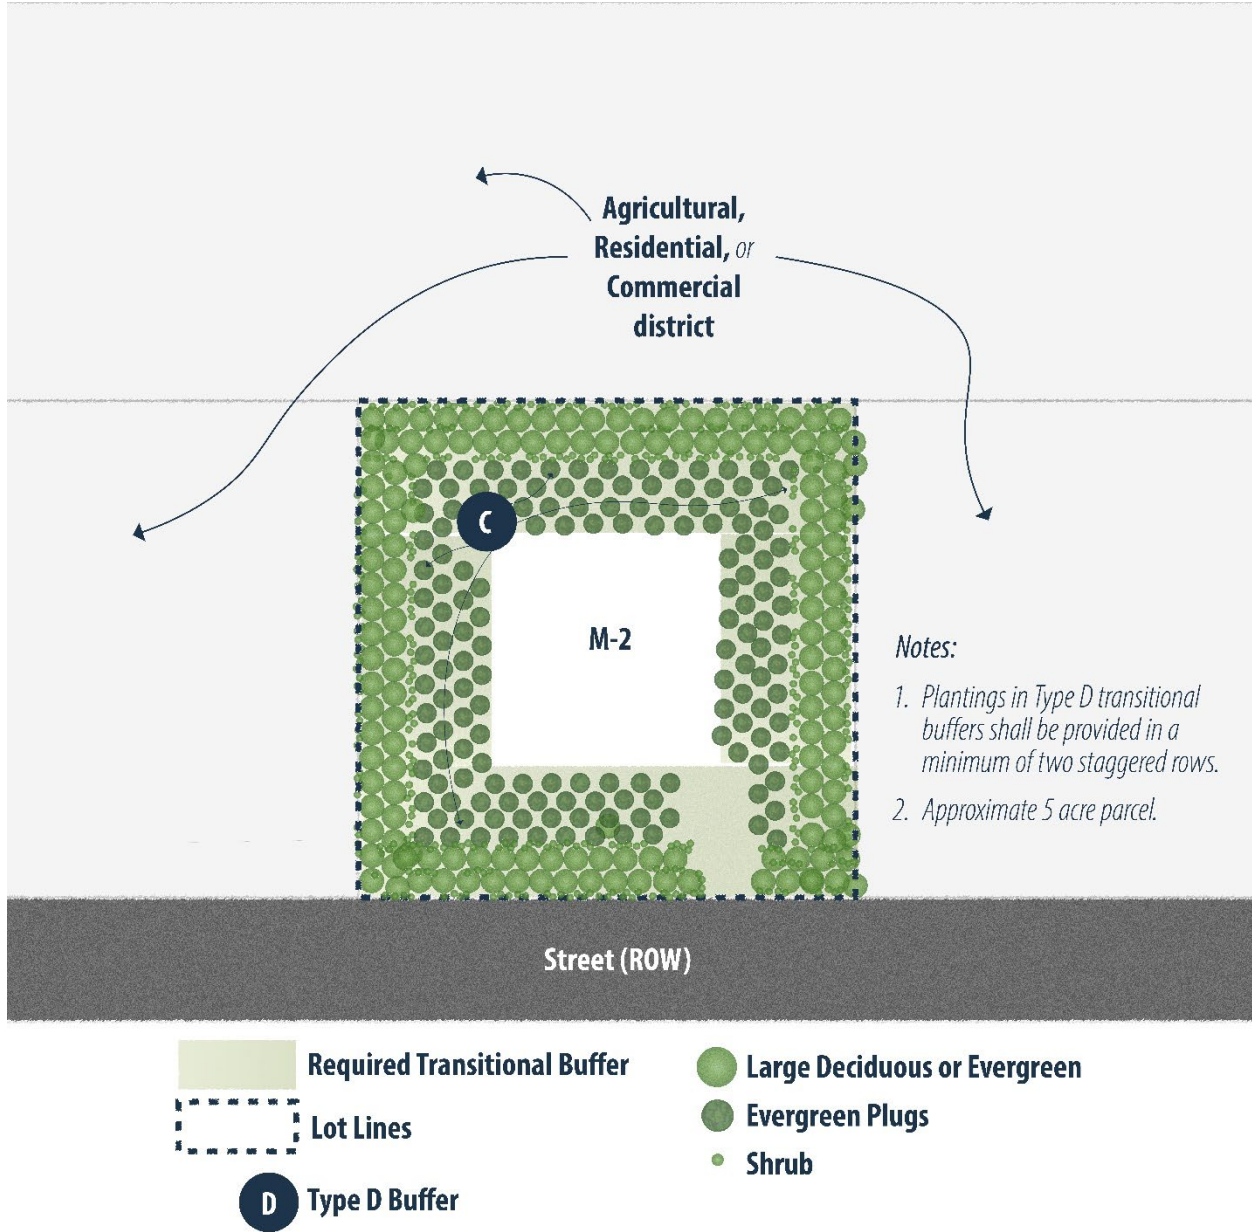 Agricultural,
Residential, or
Commercial
district
C
M-2
Notes:
1. Plantings in Type D transitional
buffers shall be provided in a
minimum of two staggered rows.
2. Approximate 5 acre parcel.
Street (ROW)
Required Transitional Buffer
Lot Lines
D Type D Buffer
Large Deciduous or Evergreen
Evergreen Plugs
Shrub